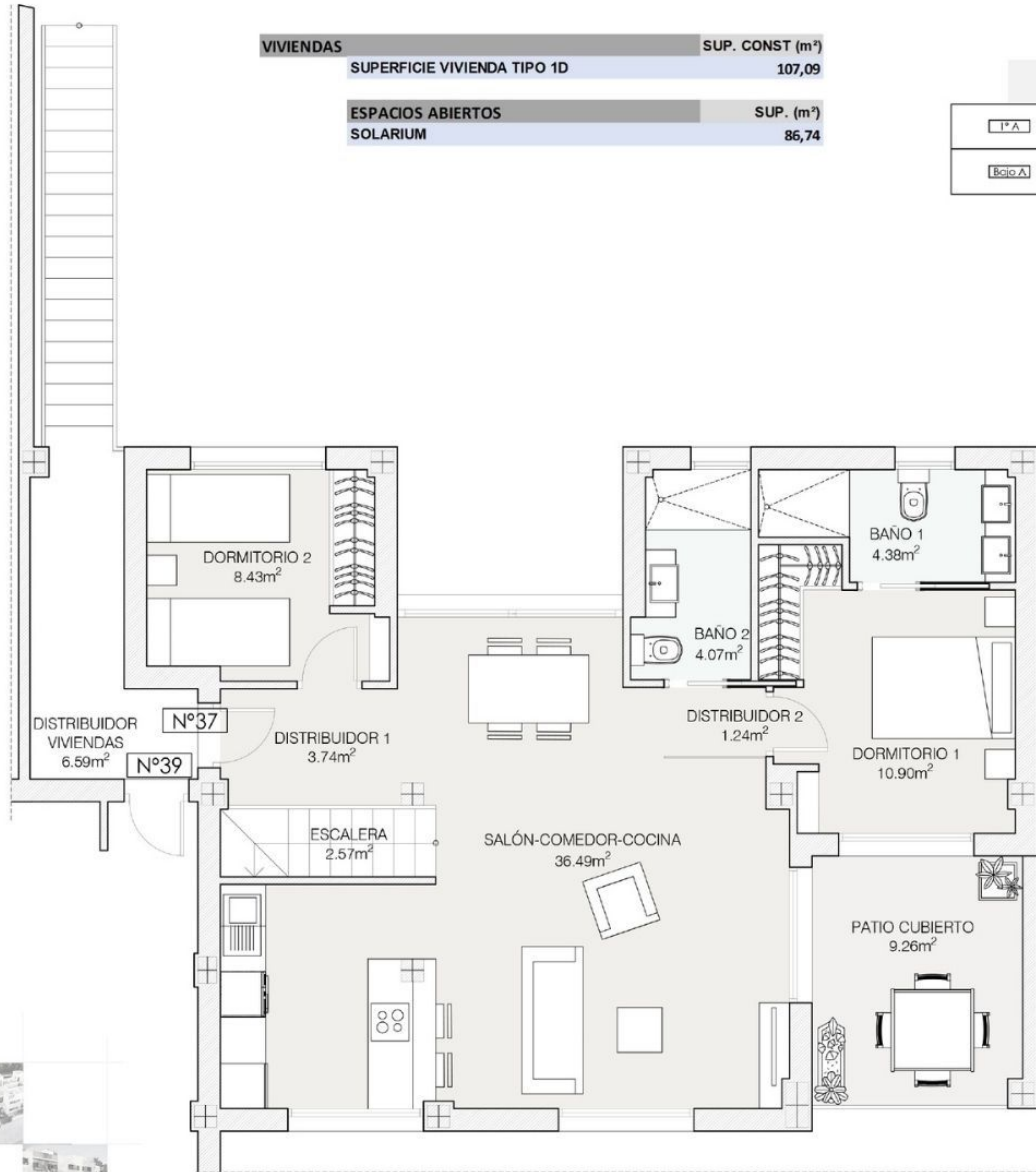 VIVIENDAS SUP. CONST (m²)
SUPERFICIE VIVIENDA TIPO 1D 107,09
ESPACIOS ABIERTOS SUP. (m²)
SOLARIUM 86,74
1º A
Bajo A
DORMITORIO 2
8.43m²
BAÑO 1
4.38m²
BAÑO 2
4.07m²
DISTRIBUIDOR
VIVIENDAS
6.59m²
Nº37
Nº39
DISTRIBUIDOR 1
3.74m²
DISTRIBUIDOR 2
1.24m²
DORMITORIO 1
10.90m²
ESCALERA
2.57m²
SALÓN-COMEDOR-COCINA
36.49m²
PATIO CUBIERTO
9.26m²